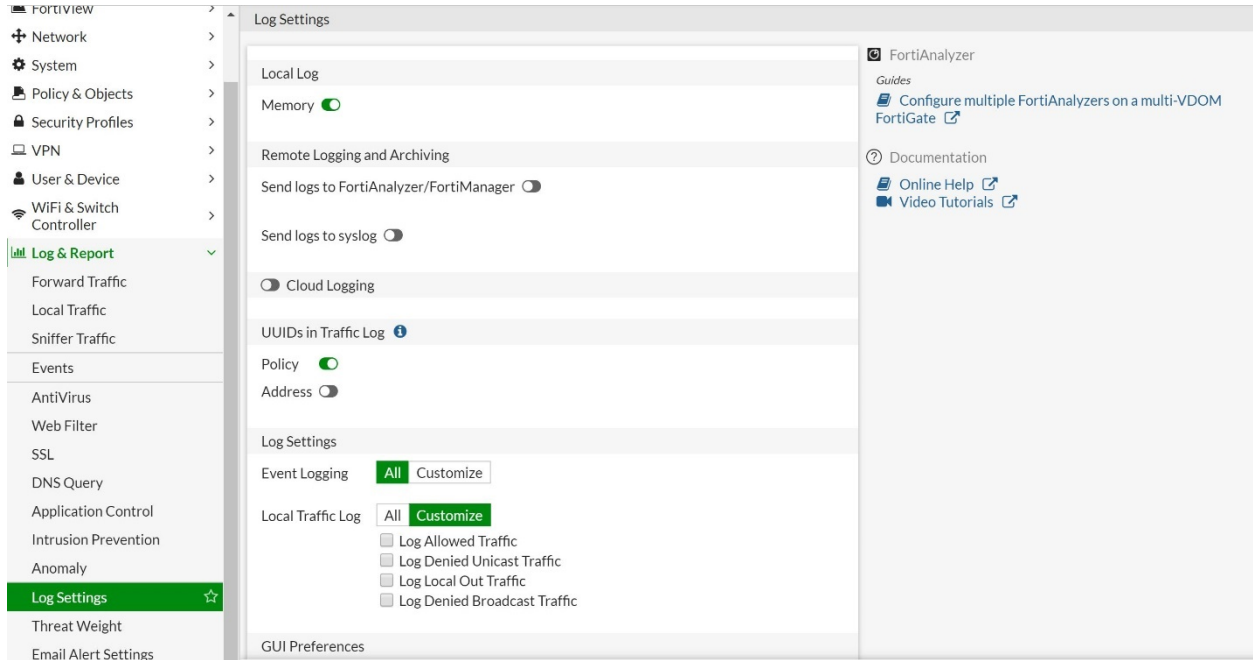 FortiView
Network
System
Policy & Objects
Security Profiles
VPN
User & Device
WiFi & Switch
Controller
Log & Report
Forward Traffic
Local Traffic
Sniffer Traffic
Events
AntiVirus
Web Filter
SSL
DNS Query
Application Control
Intrusion Prevention
Anomaly
Log Settings
Threat Weight
Email Alert Settings
Log Settings
Local Log
Memory
Remote Logging and Archiving
Send logs to FortiAnalyzer/FortiManager
Send logs to syslog
Cloud Logging
UUIDs in Traffic Log
Policy
Address
Log Settings
Event Logging All Customize
Local Traffic Log All Customize
Log Allowed Traffic
Log Denied Unicast Traffic
Log Local Out Traffic
Log Denied Broadcast Traffic
GUI Preferences
FortiAnalyzer
Guides
Configure multiple FortiAnalyzers on a multi-VDOM
FortiGate
Documentation
Online Help
Video Tutorials